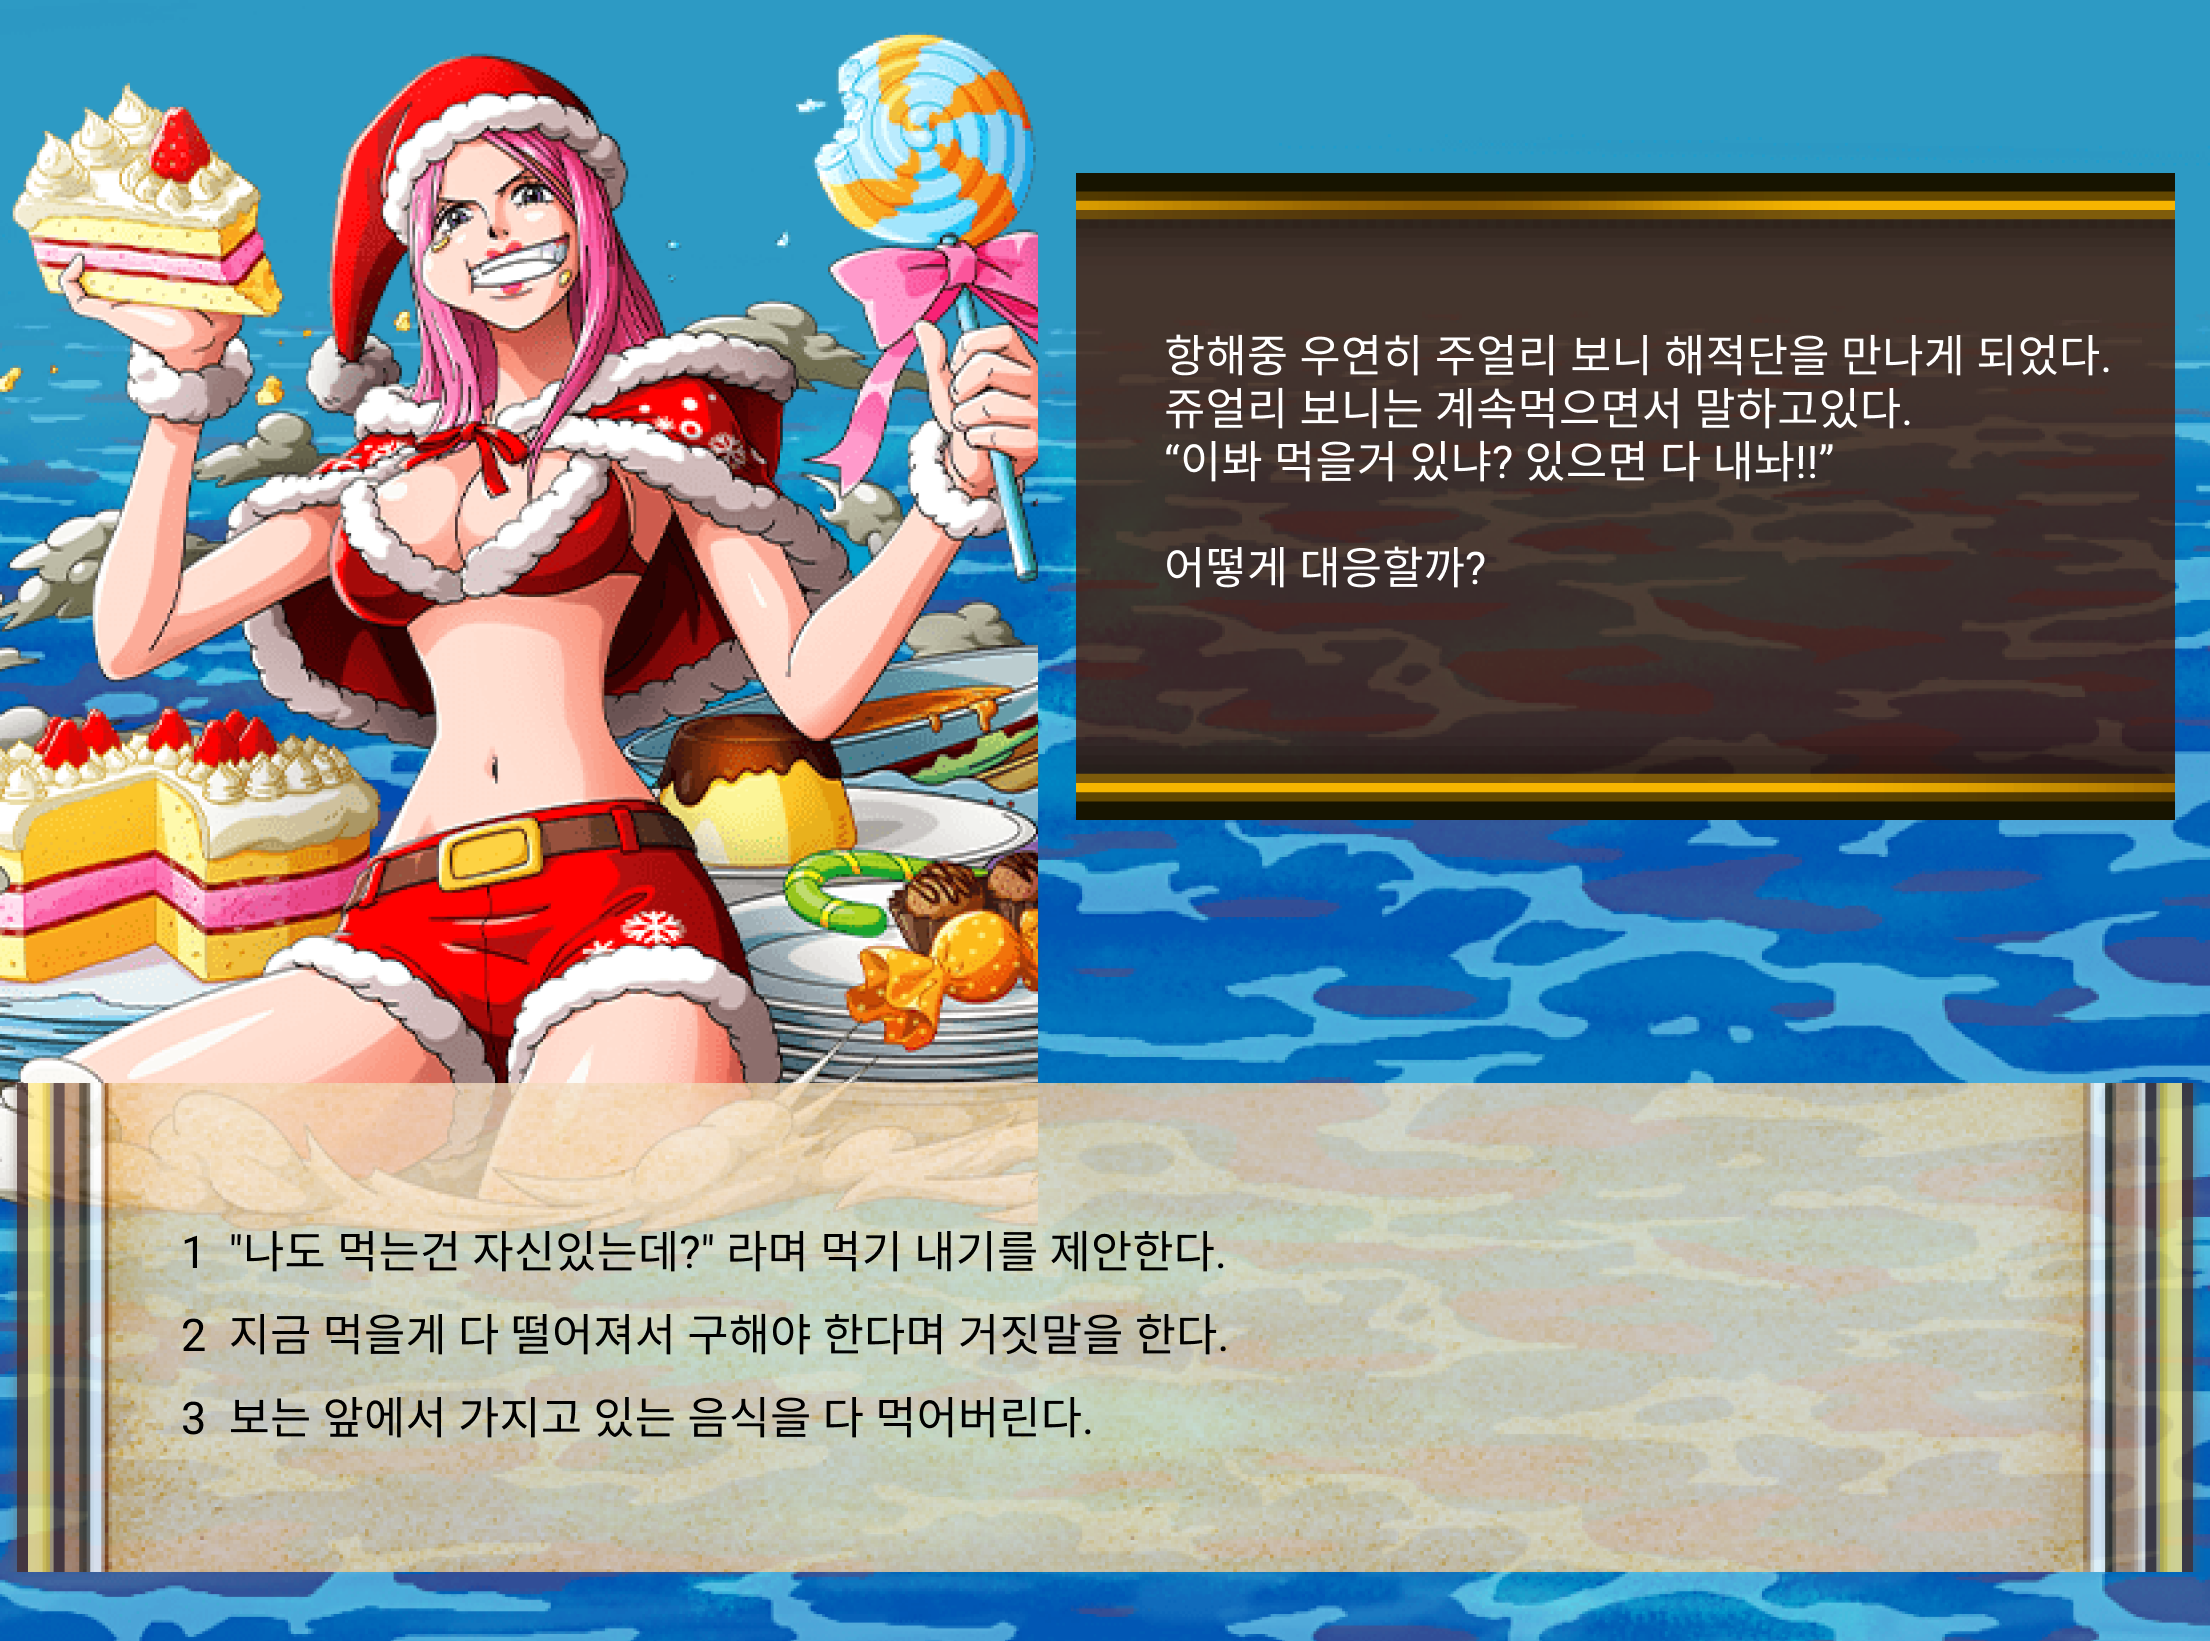 항해중 우연히 주얼리 보니 해적단을 만나게 되었다.
쥬얼리 보니는 계속먹으면서 말하고있다.
“이봐 먹을거 있냐? 있으면 다 내놔!!”
어떻게 대응할까?
1 "나도 먹는건 자신있는데?" 라며 먹기 내기를 제안한다.
2 지금 먹을게 다 떨어져서 구해야 한다며 거짓말을 한다.
3 보는 앞에서 가지고 있는 음식을 다 먹어버린다.